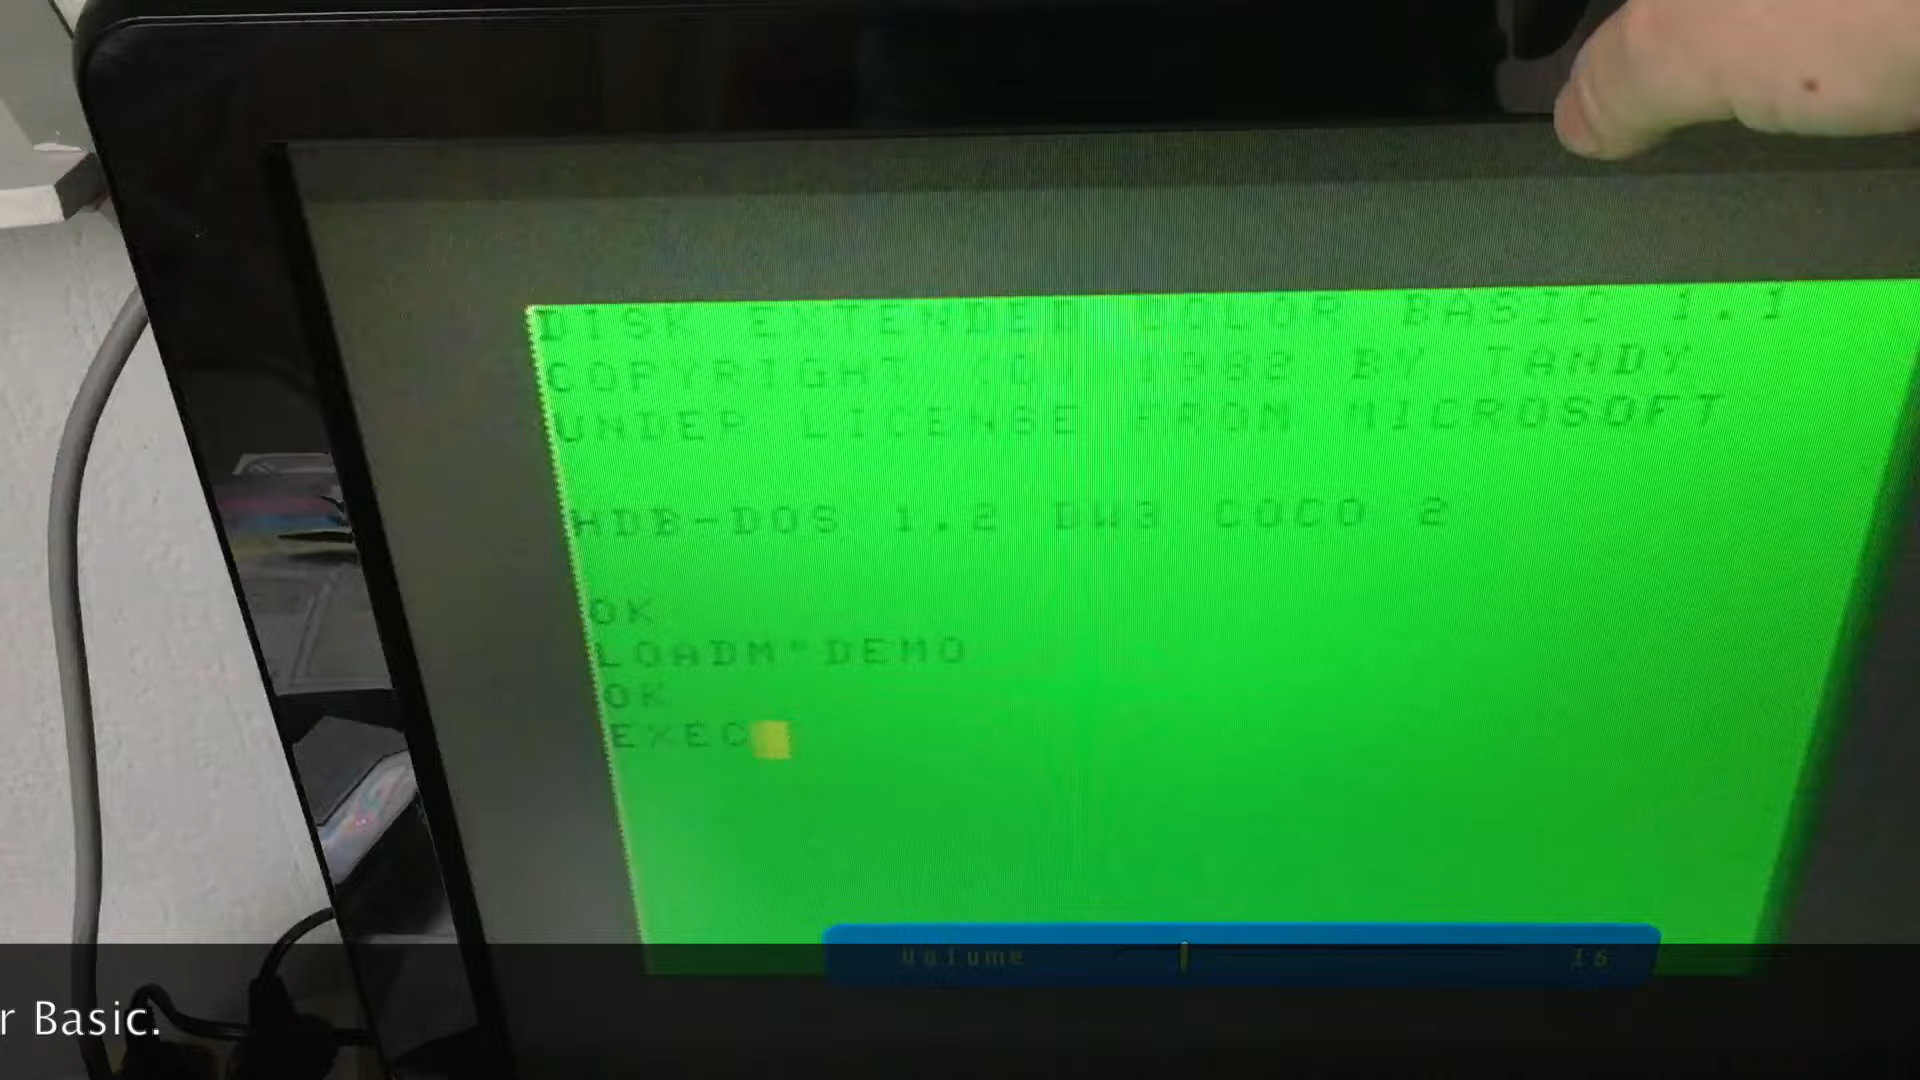 DISK EXTENDED COLOR BASIC 1.1
COPYRIGHT (C) 1982 BY TANDY
UNDER LICENSE FROM MICROSOFT
HDB-DOS 1.2 DW3 COCO 2
OK
LOADM"DEMO
OK
EXEC
Volume 16
r Basic.